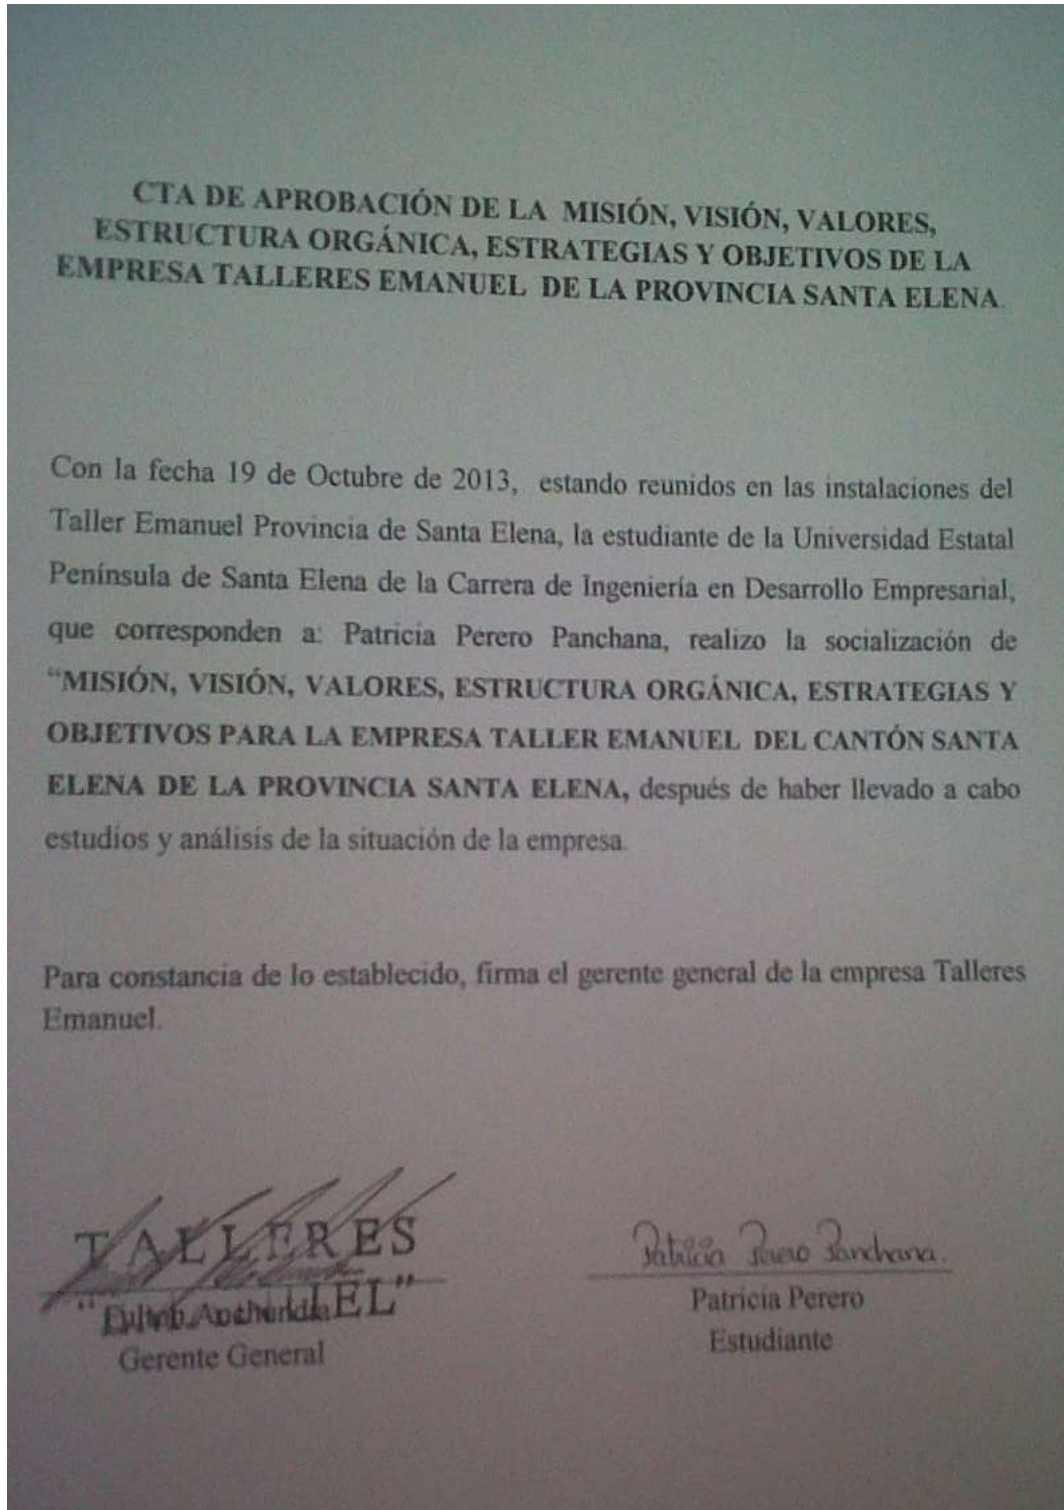 CTA DE APROBACIÓN DE LA MISIÓN, VISIÓN, VALORES,
ESTRUCTURA ORGÁNICA, ESTRATEGIAS Y OBJETIVOS DE LA
EMPRESA TALLERES EMANUEL DE LA PROVINCIA SANTA ELENA.
Con la fecha 19 de Octubre de 2013, estando reunidos en las instalaciones del
Taller Emanuel Provincia de Santa Elena, la estudiante de la Universidad Estatal
Península de Santa Elena de la Carrera de Ingeniería en Desarrollo Empresarial,
que corresponden a: Patricia Perero Panchana, realizo la socialización de
“MISIÓN, VISIÓN, VALORES, ESTRUCTURA ORGÁNICA, ESTRATEGIAS Y
OBJETIVOS PARA LA EMPRESA TALLER EMANUEL DEL CANTÓN SANTA
ELENA DE LA PROVINCIA SANTA ELENA, después de haber llevado a cabo
estudios y análisis de la situación de la empresa.
Para constancia de lo establecido, firma el gerente general de la empresa Talleres
Emanuel.
TALLERES
Gerente General
Patricia Perero Panchana.
Patricia Perero
Estudiante